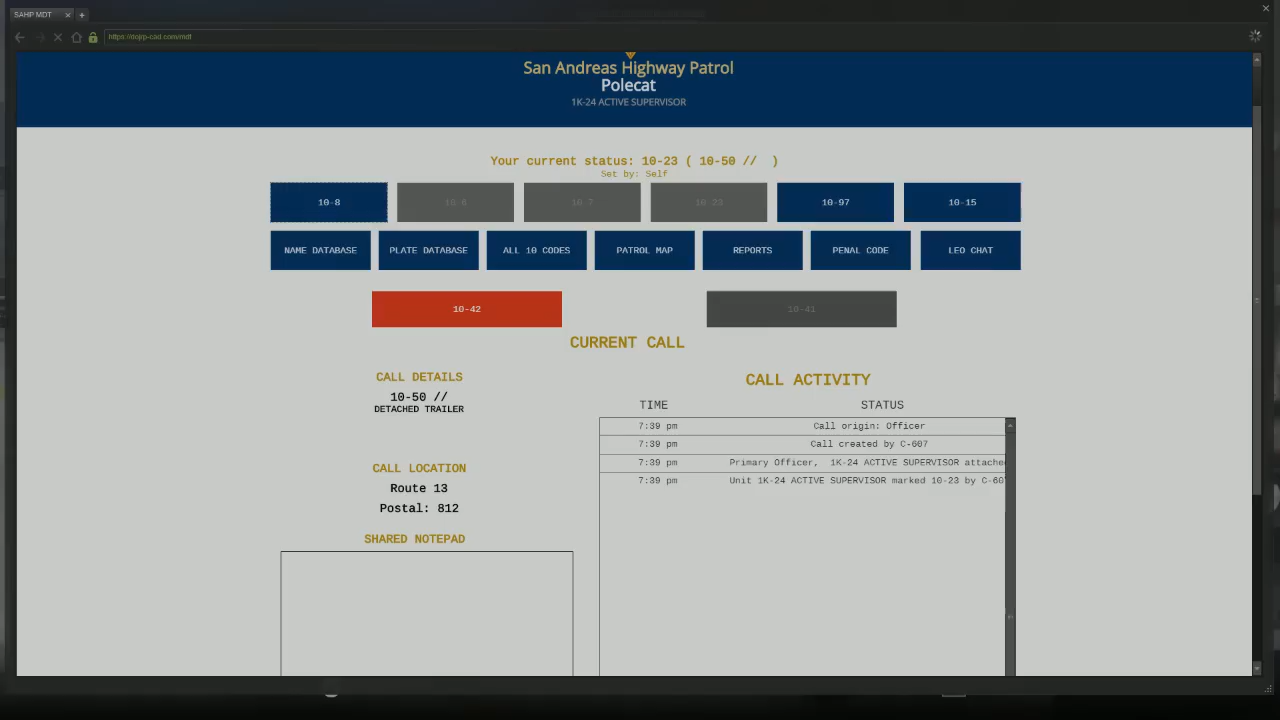 SAHP MDT
https://dojrp-cad.com/mdt
San Andreas Highway Patrol
Polecat
1K-24 ACTIVE SUPERVISOR
Your current status: 10-23 ( 10-50 // )
Set by: Self
10-8 10-6 10-7 10-23 10-97 10-15
NAME DATABASE PLATE DATABASE ALL 10 CODES PATROL MAP REPORTS PENAL CODE LEO CHAT
10-42 10-41
CURRENT CALL
CALL DETAILS
10-50 //
DETACHED TRAILER
CALL LOCATION
Route 13
Postal: 812
SHARED NOTEPAD
CALL ACTIVITY
TIME STATUS
7:39 pm Call origin: Officer
7:39 pm Call created by C-607
7:39 pm Primary Officer, 1K-24 ACTIVE SUPERVISOR attached
7:39 pm Unit 1K-24 ACTIVE SUPERVISOR marked 10-23 by C-607